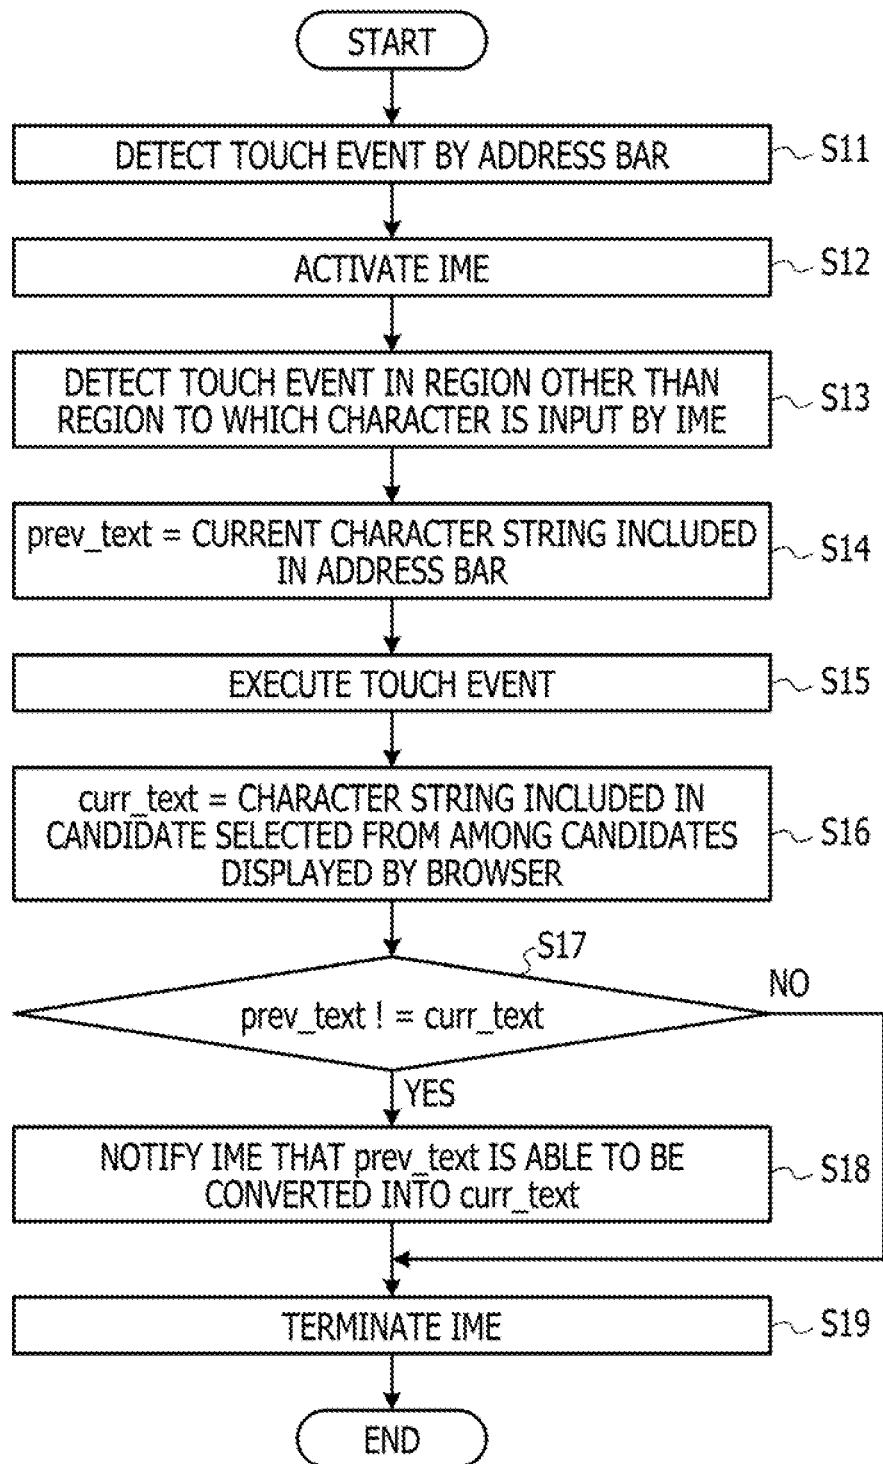 START
DETECT TOUCH EVENT BY ADDRESS BAR
S11
ACTIVATE IME
S12
DETECT TOUCH EVENT IN REGION OTHER THAN
REGION TO WHICH CHARACTER IS INPUT BY IME
S13
prev_text = CURRENT CHARACTER STRING INCLUDED
IN ADDRESS BAR
S14
EXECUTE TOUCH EVENT
S15
curr_text = CHARACTER STRING INCLUDED IN
CANDIDATE SELECTED FROM AMONG CANDIDATES
DISPLAYED BY BROWSER
S16
S17
prev_text ! = curr_text
NO
YES
NOTIFY IME THAT prev_text IS ABLE TO BE
CONVERTED INTO curr_text
S18
TERMINATE IME
S19
END